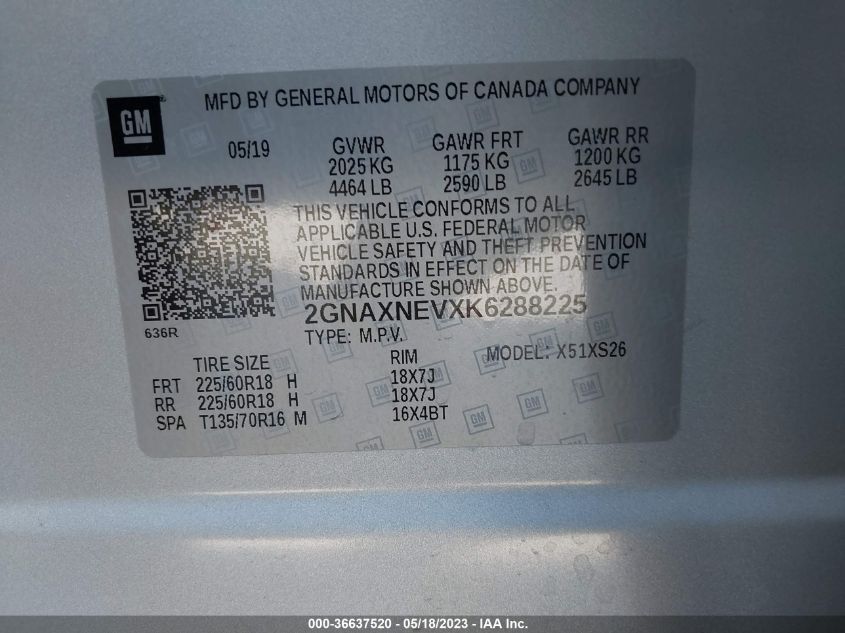 GM
MFD BY GENERAL MOTORS OF CANADA COMPANY
05/19 GVWR GAWR FRT GAWR RR
2025 KG 1175 KG 1200 KG
4464 LB 2590 LB 2645 LB
THIS VEHICLE CONFORMS TO ALL
APPLICABLE U.S. FEDERAL MOTOR
VEHICLE SAFETY AND THEFT PREVENTION
STANDARDS IN EFFECT ON THE DATE OF
MANUFACTURE SHOWN ABOVE.
2GNAXNEVXK6288225
636R
TYPE: M.P.V.
TIRE SIZE RIM MODEL: X51XS26
FRT 225/60R18 H 18X7J
RR 225/60R18 H 18X7J
SPA T135/70R16 M 16X4BT
000-36637520 - 05/18/2023 - IAA Inc.